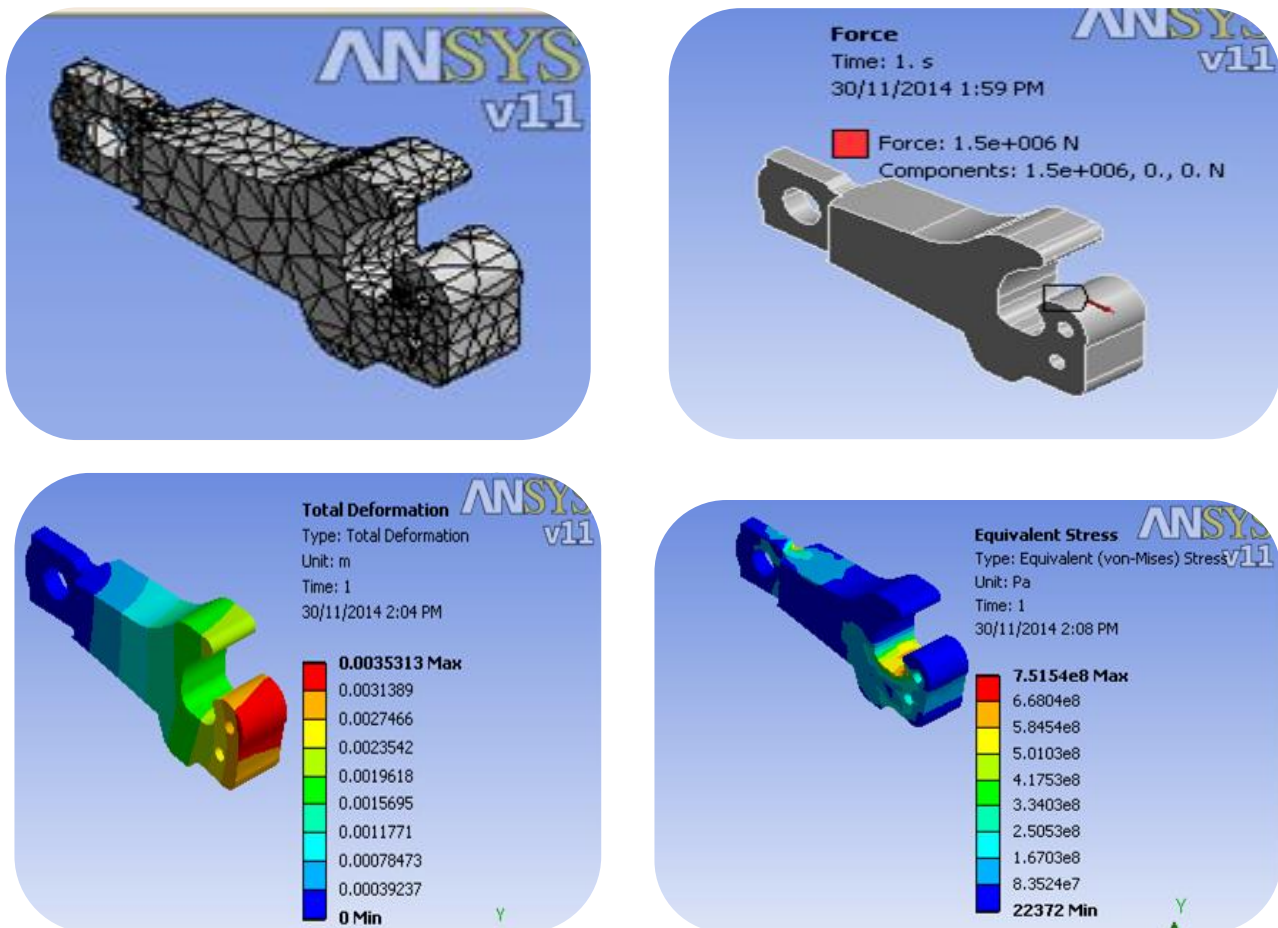 ANSYS
v11
Force
Time: 1. s
30/11/2014 1:59 PM
Force: 1.5e+006 N
Components: 1.5e+006, 0., 0. N
ANSYS
v11
Total Deformation
Type: Total Deformation
Unit: m
Time: 1
30/11/2014 2:04 PM
0.0035313 Max
0.0031389
0.0027466
0.0023542
0.0019618
0.0015695
0.0011771
0.00078473
0.00039237
0 Min
Y
ANSYS
v11
Equivalent Stress
Type: Equivalent (von-Mises) Stress
Unit: Pa
Time: 1
30/11/2014 2:08 PM
7.5154e8 Max
6.6804e8
5.8454e8
5.0103e8
4.1753e8
3.3403e8
2.5053e8
1.6703e8
8.3524e7
22372 Min
Y
ANSYS
v11